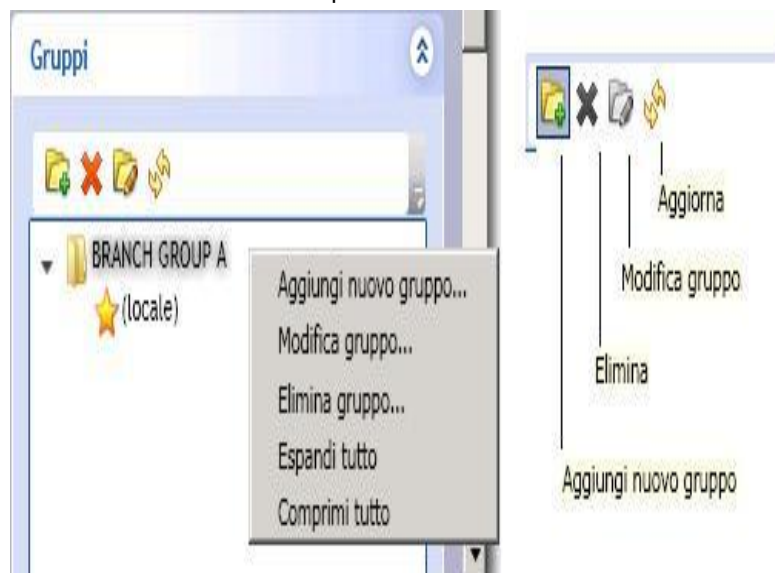 Gruppi
BRANCH GROUP A
(locale)
Aggiungi nuovo gruppo...
Modifica gruppo...
Elimina gruppo...
Espandi tutto
Comprimi tutto
Aggiorna
Modifica gruppo
Elimina
Aggiungi nuovo gruppo